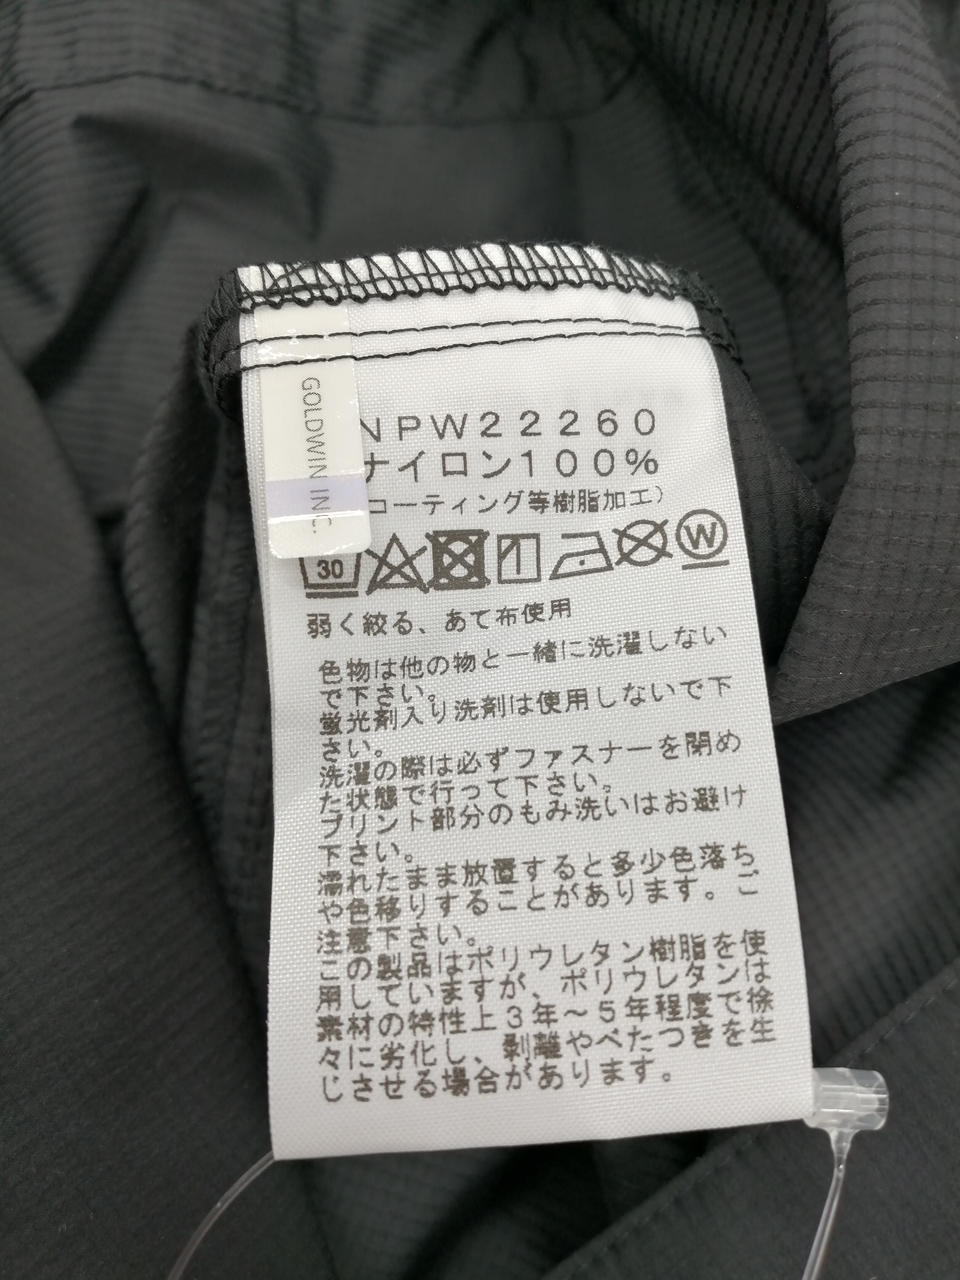 GOLDWIN INC.
NPW22260
ナイロン100%
コーティング等樹脂加工）
30
W
弱く絞る、あて布使用
色物は他の物と一緒に洗濯しない
で下さい。
蛍光剤入り洗剤は使用しないで下
さい。
洗濯の際は必ずファスナーを閉め
た状態で行って下さい。
プリント部分のもみ洗いはお避け
下さい。
濡れたまま放置すると多少色落ち
や色移りすることがあります。ご
注意下さい。
この製品はポリウレタン樹脂を使
用していますが、ポリウレタンは
素材の特性上3年～5年程度で徐
々に劣化し、剥離やべたつきを生
じさせる場合があります。